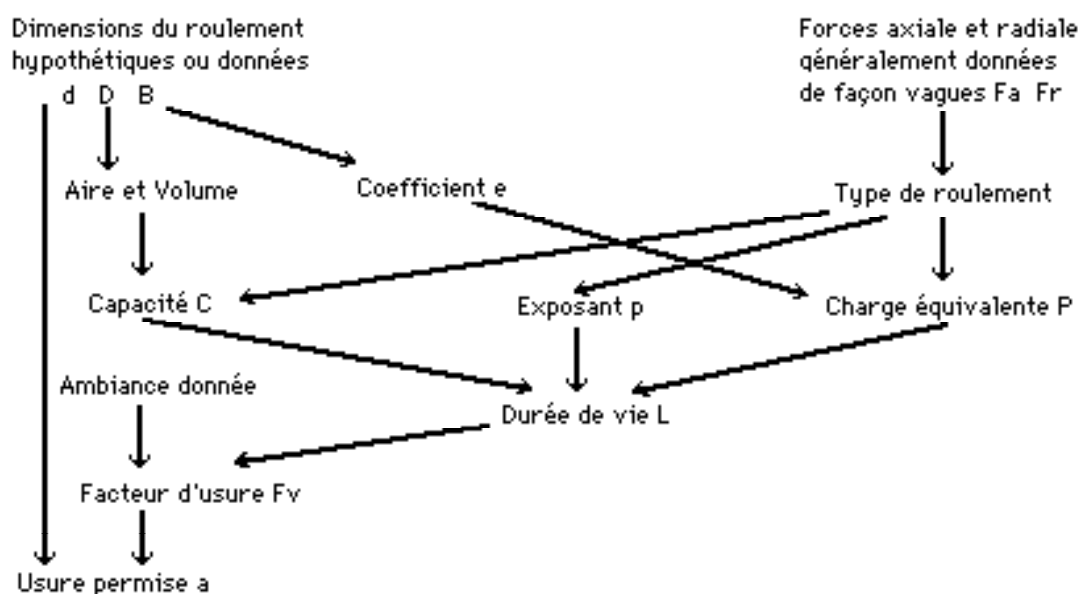 Dimensions du roulement
hypothétiques ou données
d D B
Forces axiale et radiale
généralement données
de façon vagues Fa Fr
Aire et Volume
Coefficient e
Type de roulement
Capacité C
Exposant p
Charge équivalente P
Ambiance donnée
Durée de vie L
Facteur d'usure Fv
Usure permise a